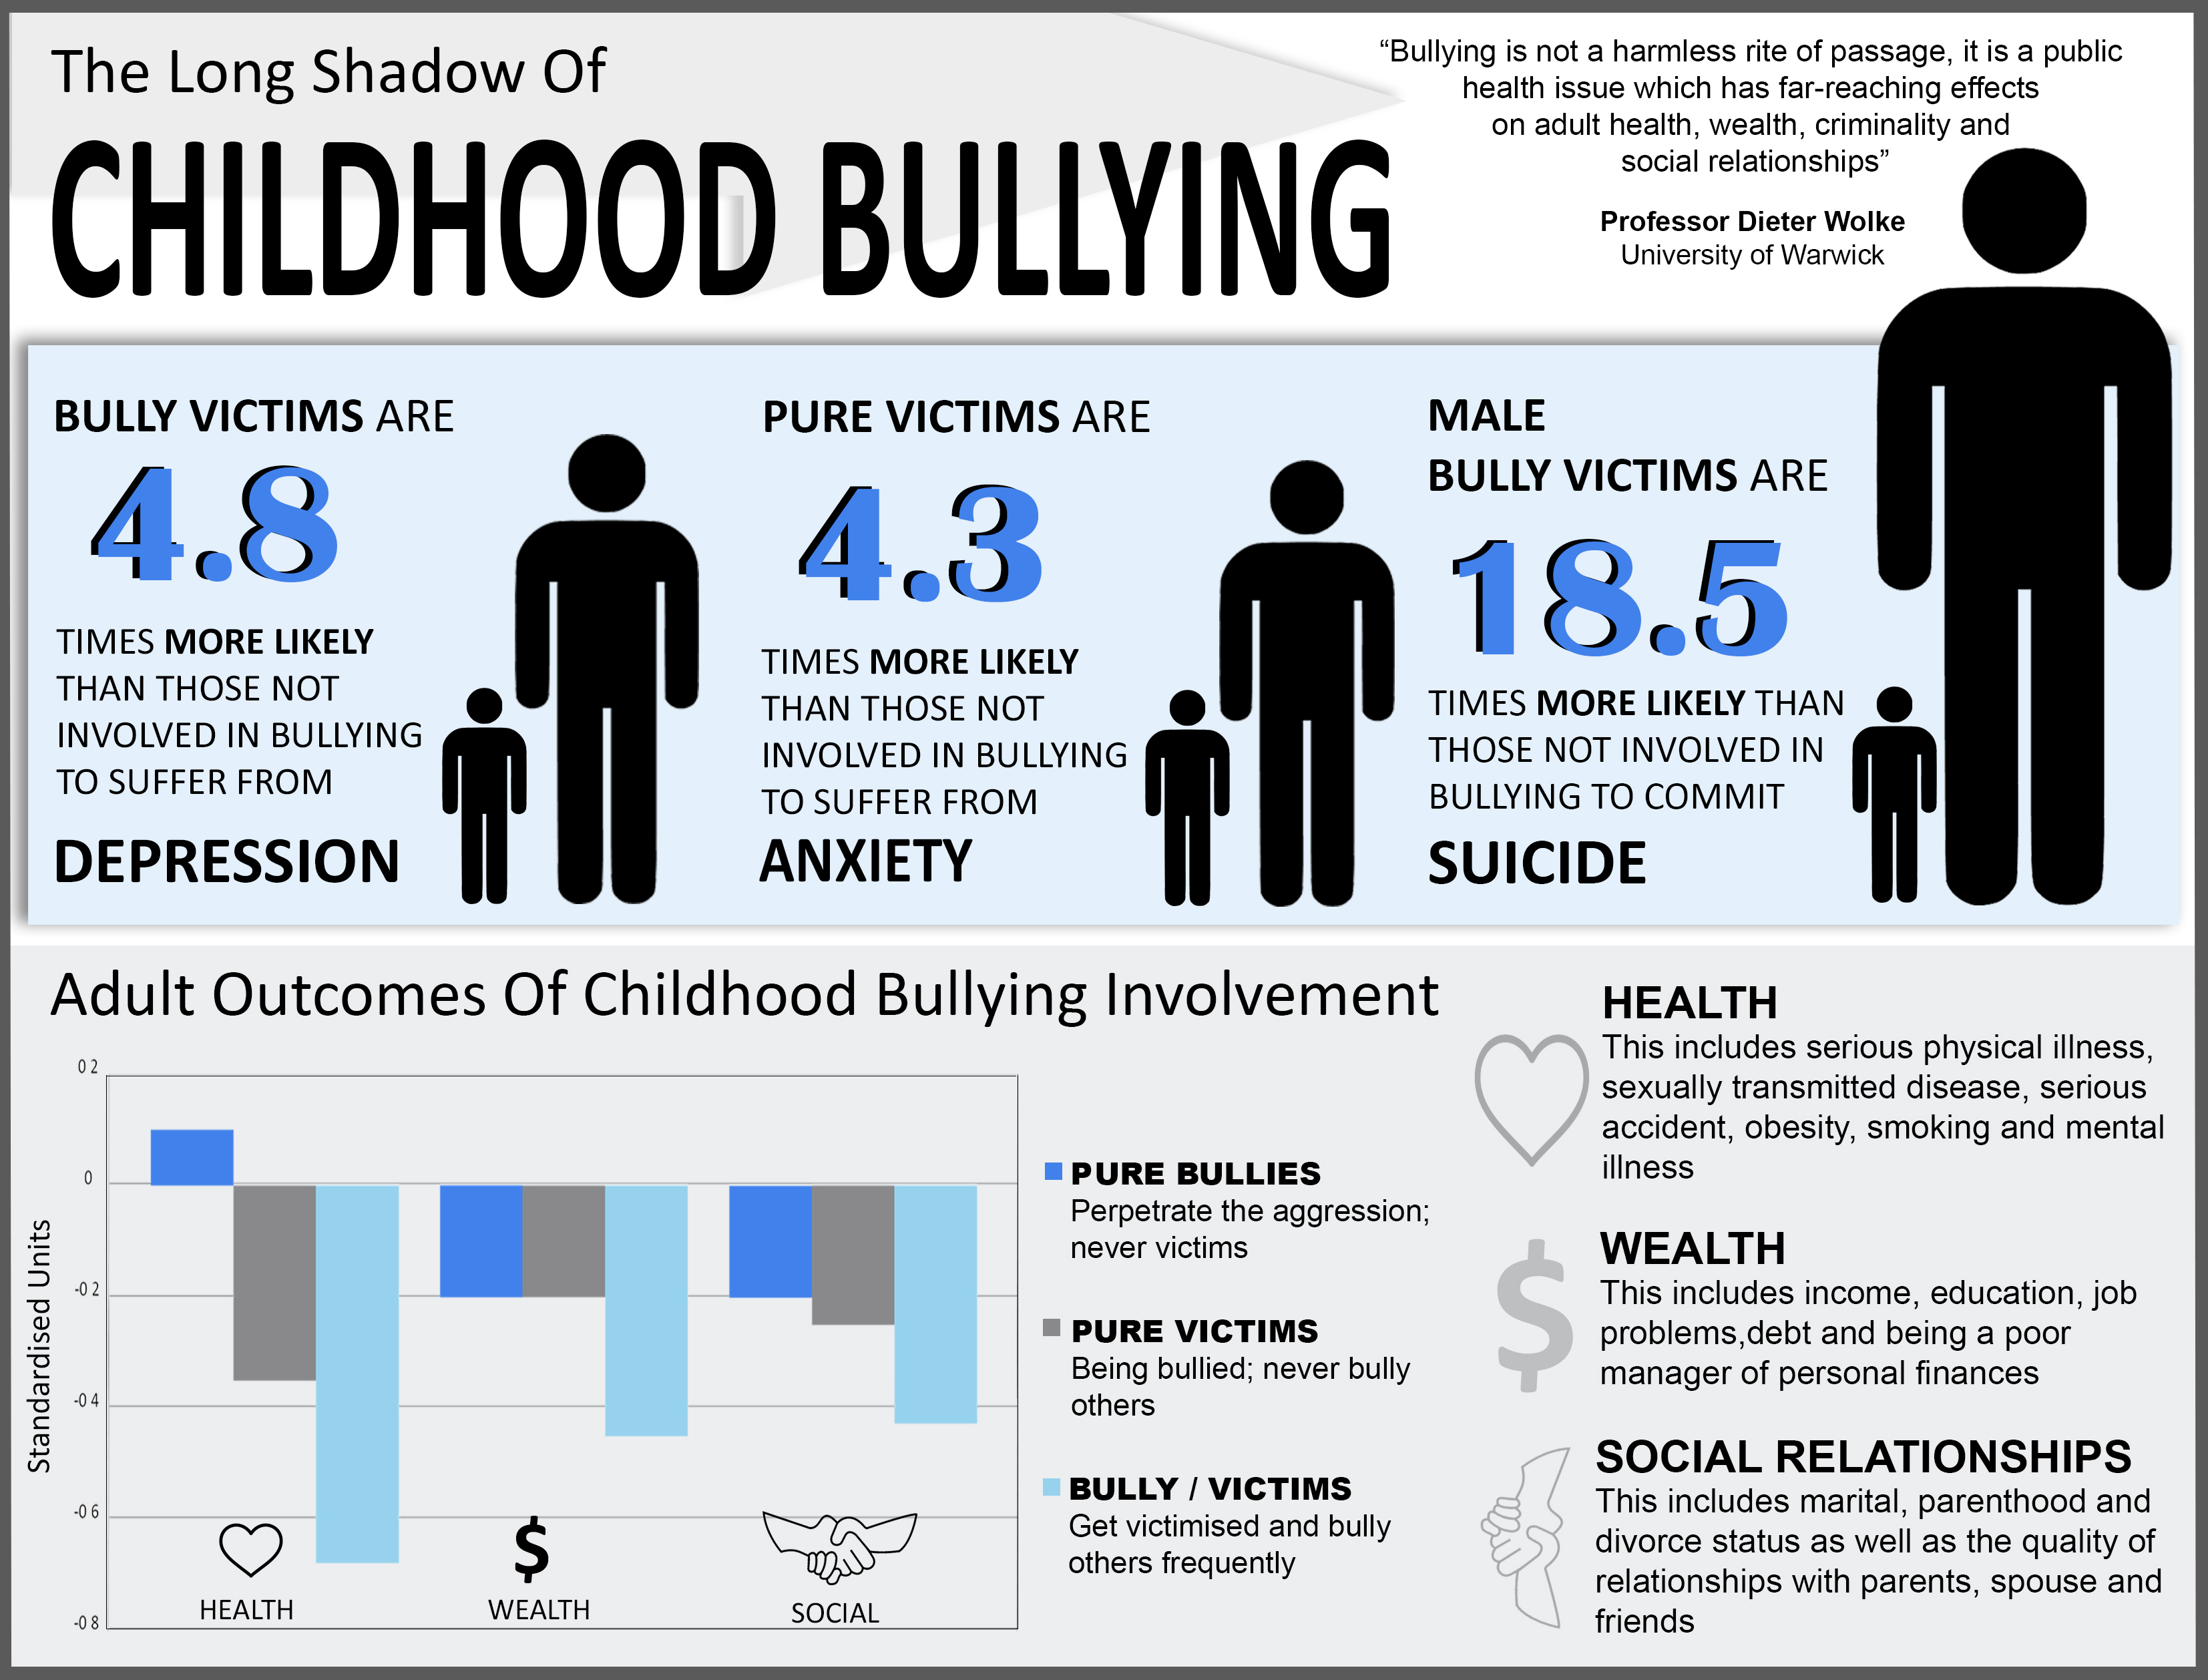 The Long Shadow Of
CHILDHOOD BULLYING
“Bullying is not a harmless rite of passage, it is a public
health issue which has far-reaching effects
on adult health, wealth, criminality and
social relationships”
Professor Dieter Wolke
University of Warwick
BULLY VICTIMS ARE
4.8
TIMES MORE LIKELY
THAN THOSE NOT
INVOLVED IN BULLYING
TO SUFFER FROM
DEPRESSION
PURE VICTIMS ARE
4.3
TIMES MORE LIKELY
THAN THOSE NOT
INVOLVED IN BULLYING
TO SUFFER FROM
ANXIETY
MALE
BULLY VICTIMS ARE
18.5
TIMES MORE LIKELY THAN
THOSE NOT INVOLVED IN
BULLYING TO COMMIT
SUICIDE
Adult Outcomes Of Childhood Bullying Involvement
Standardised Units
0 2
0
-0 2
-0 4
-0 6
-0 8
$
HEALTH
WEALTH
SOCIAL
PURE BULLIES
Perpetrate the aggression;
never victims
PURE VICTIMS
Being bullied; never bully
others
BULLY / VICTIMS
Get victimised and bully
others frequently
HEALTH
This includes serious physical illness,
sexually transmitted disease, serious
accident, obesity, smoking and mental
illness
$
WEALTH
This includes income, education, job
problems,debt and being a poor
manager of personal finances
SOCIAL RELATIONSHIPS
This includes marital, parenthood and
divorce status as well as the quality of
relationships with parents, spouse and
friends